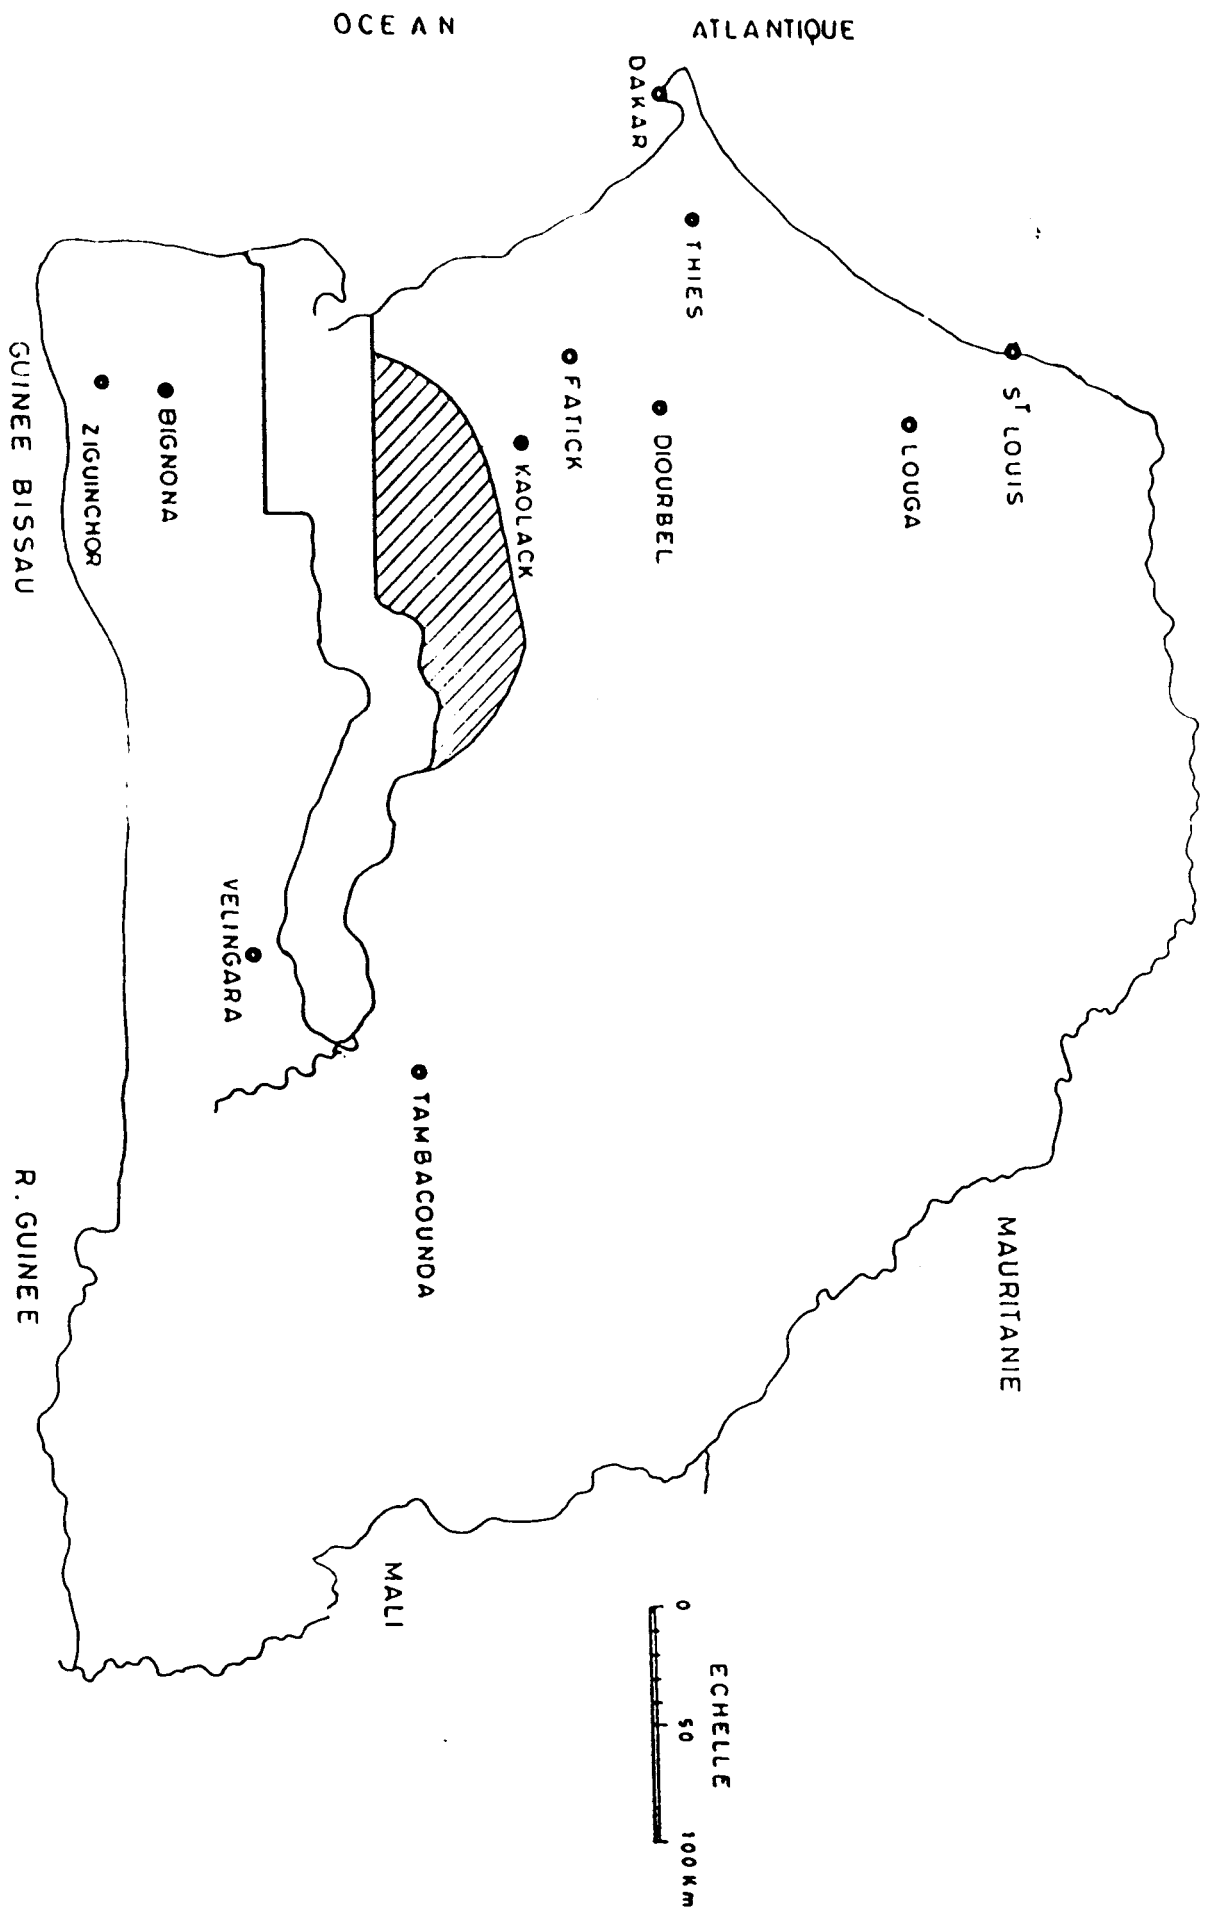 OCEAN ATLANTIQUE
MAURITANIE
Sᵀ LOUIS
LOUGA
DAKAR
THIES
DIOURBEL
FATICK
KAOLACK
TAMBACOUNDA
VELINGARA
BIGNONA
ZIGUINCHOR
GUINEE BISSAU
R. GUINEE
MALI
ECHELLE
0 50 100 Km